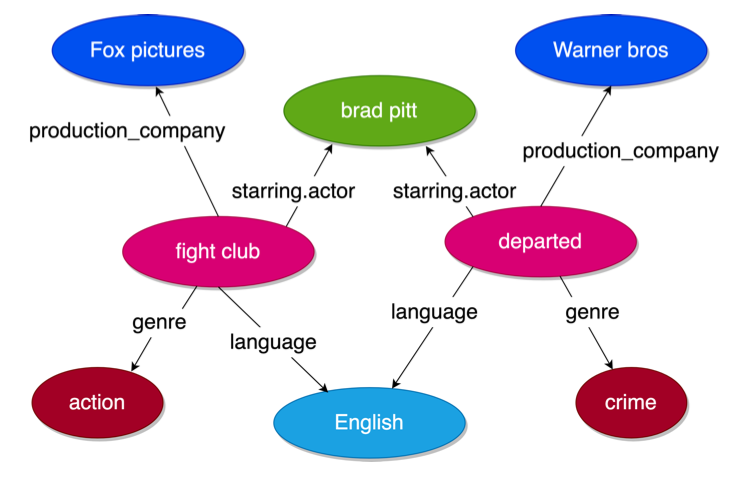 Fox pictures
Warner bros
brad pitt
production_company
production_company
starring.actor
starring.actor
fight club
departed
language
genre
genre
language
action
English
crime